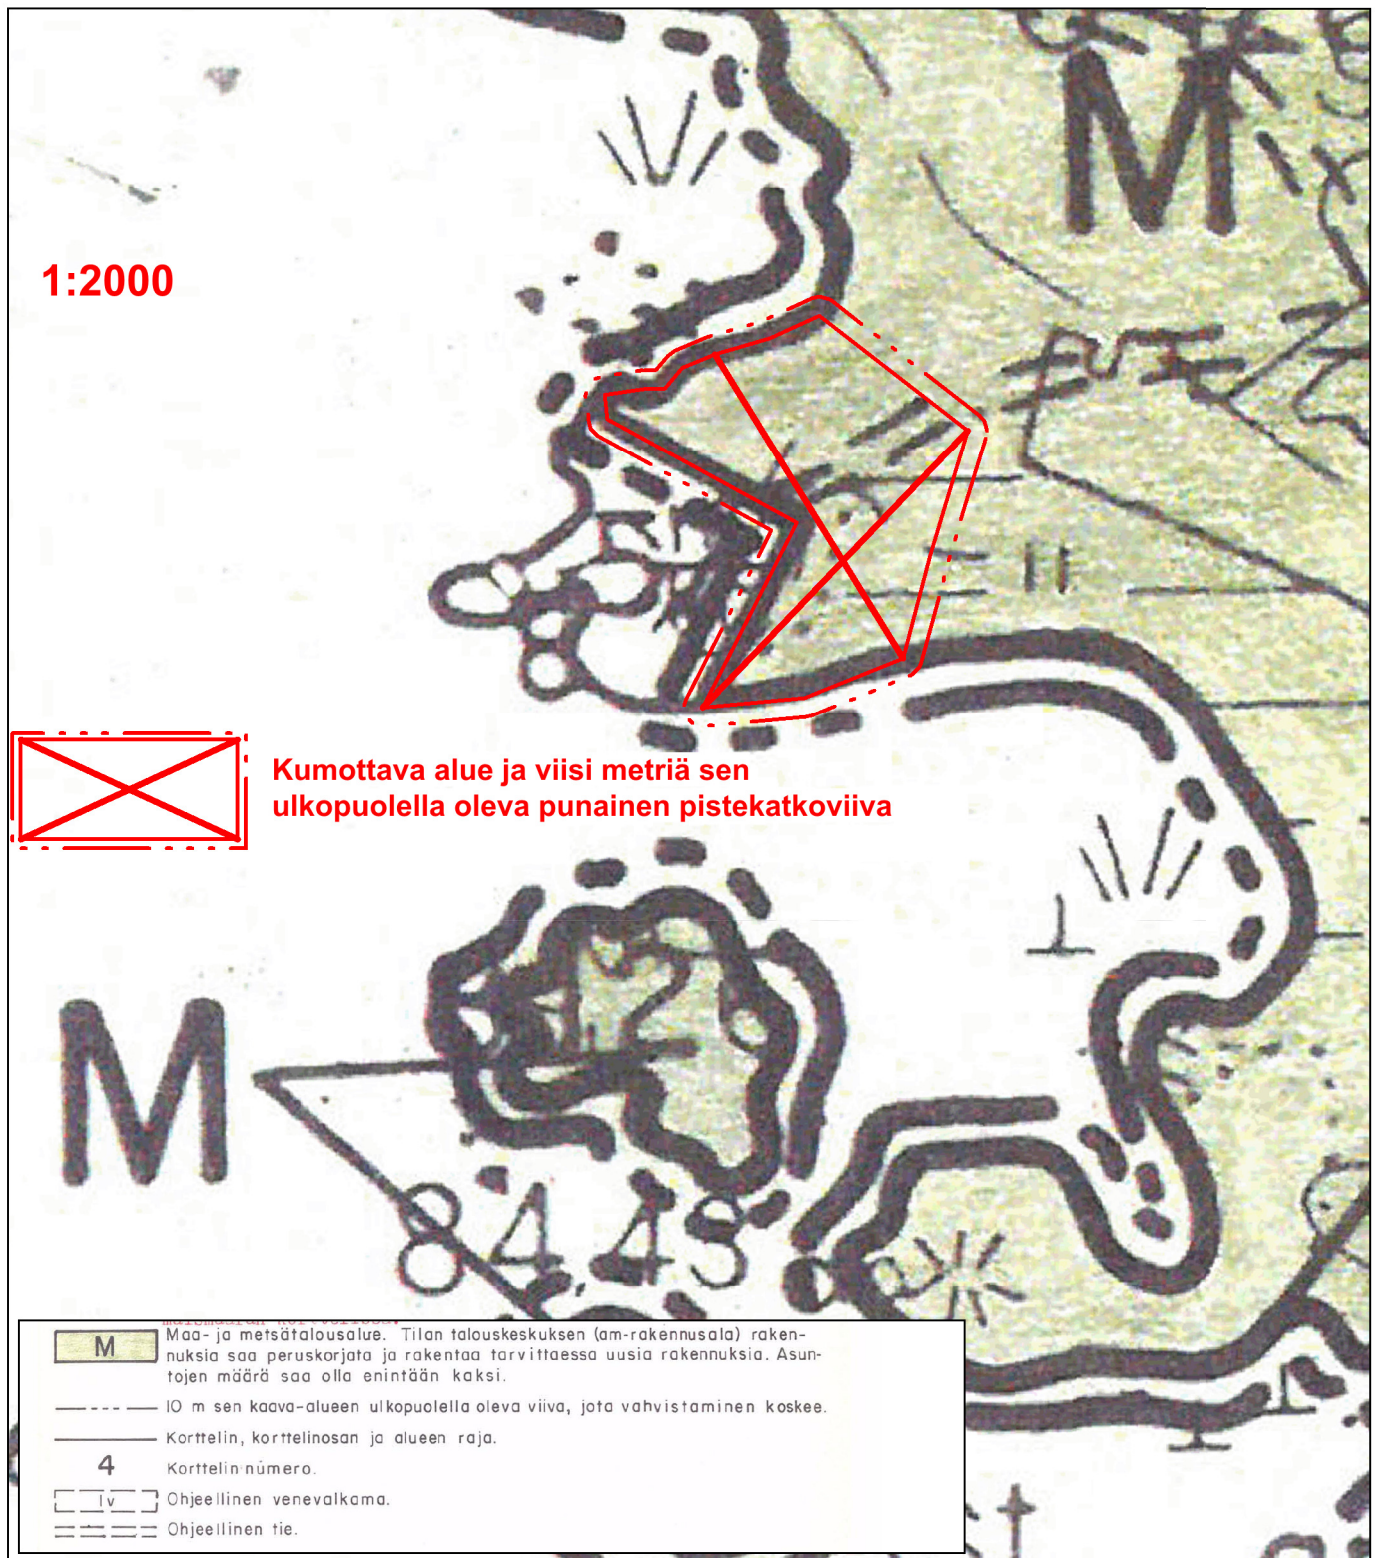 M
1:2000
Kumottava alue ja viisi metriä sen
ulkopuolella oleva punainen pistekatkoviiva
M
M Maa- ja metsätalousalue. Tilan talouskeskuksen (am-rakennusala) raken-
nuksia saa peruskorjata ja rakentaa tarvittaessa uusia rakennuksia. Asun-
tojen määrä saa olla enintään kaksi.
10 m sen kaava-alueen ulkopuolella oleva viiva, jota vahvistaminen koskee.
Korttelin, korttelinosan ja alueen raja.
4 Korttelin numero.
lv Ohjeellinen venevalkama.
Ohjeellinen tie.